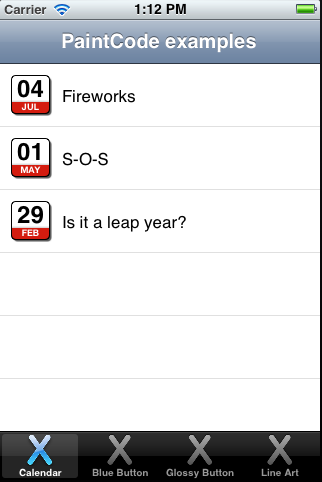 Carrier 1:12 PM
PaintCode examples
04
JUL
Fireworks
01
MAY
S-O-S
29
FEB
Is it a leap year?
Calendar Blue Button Glossy Button Line Art